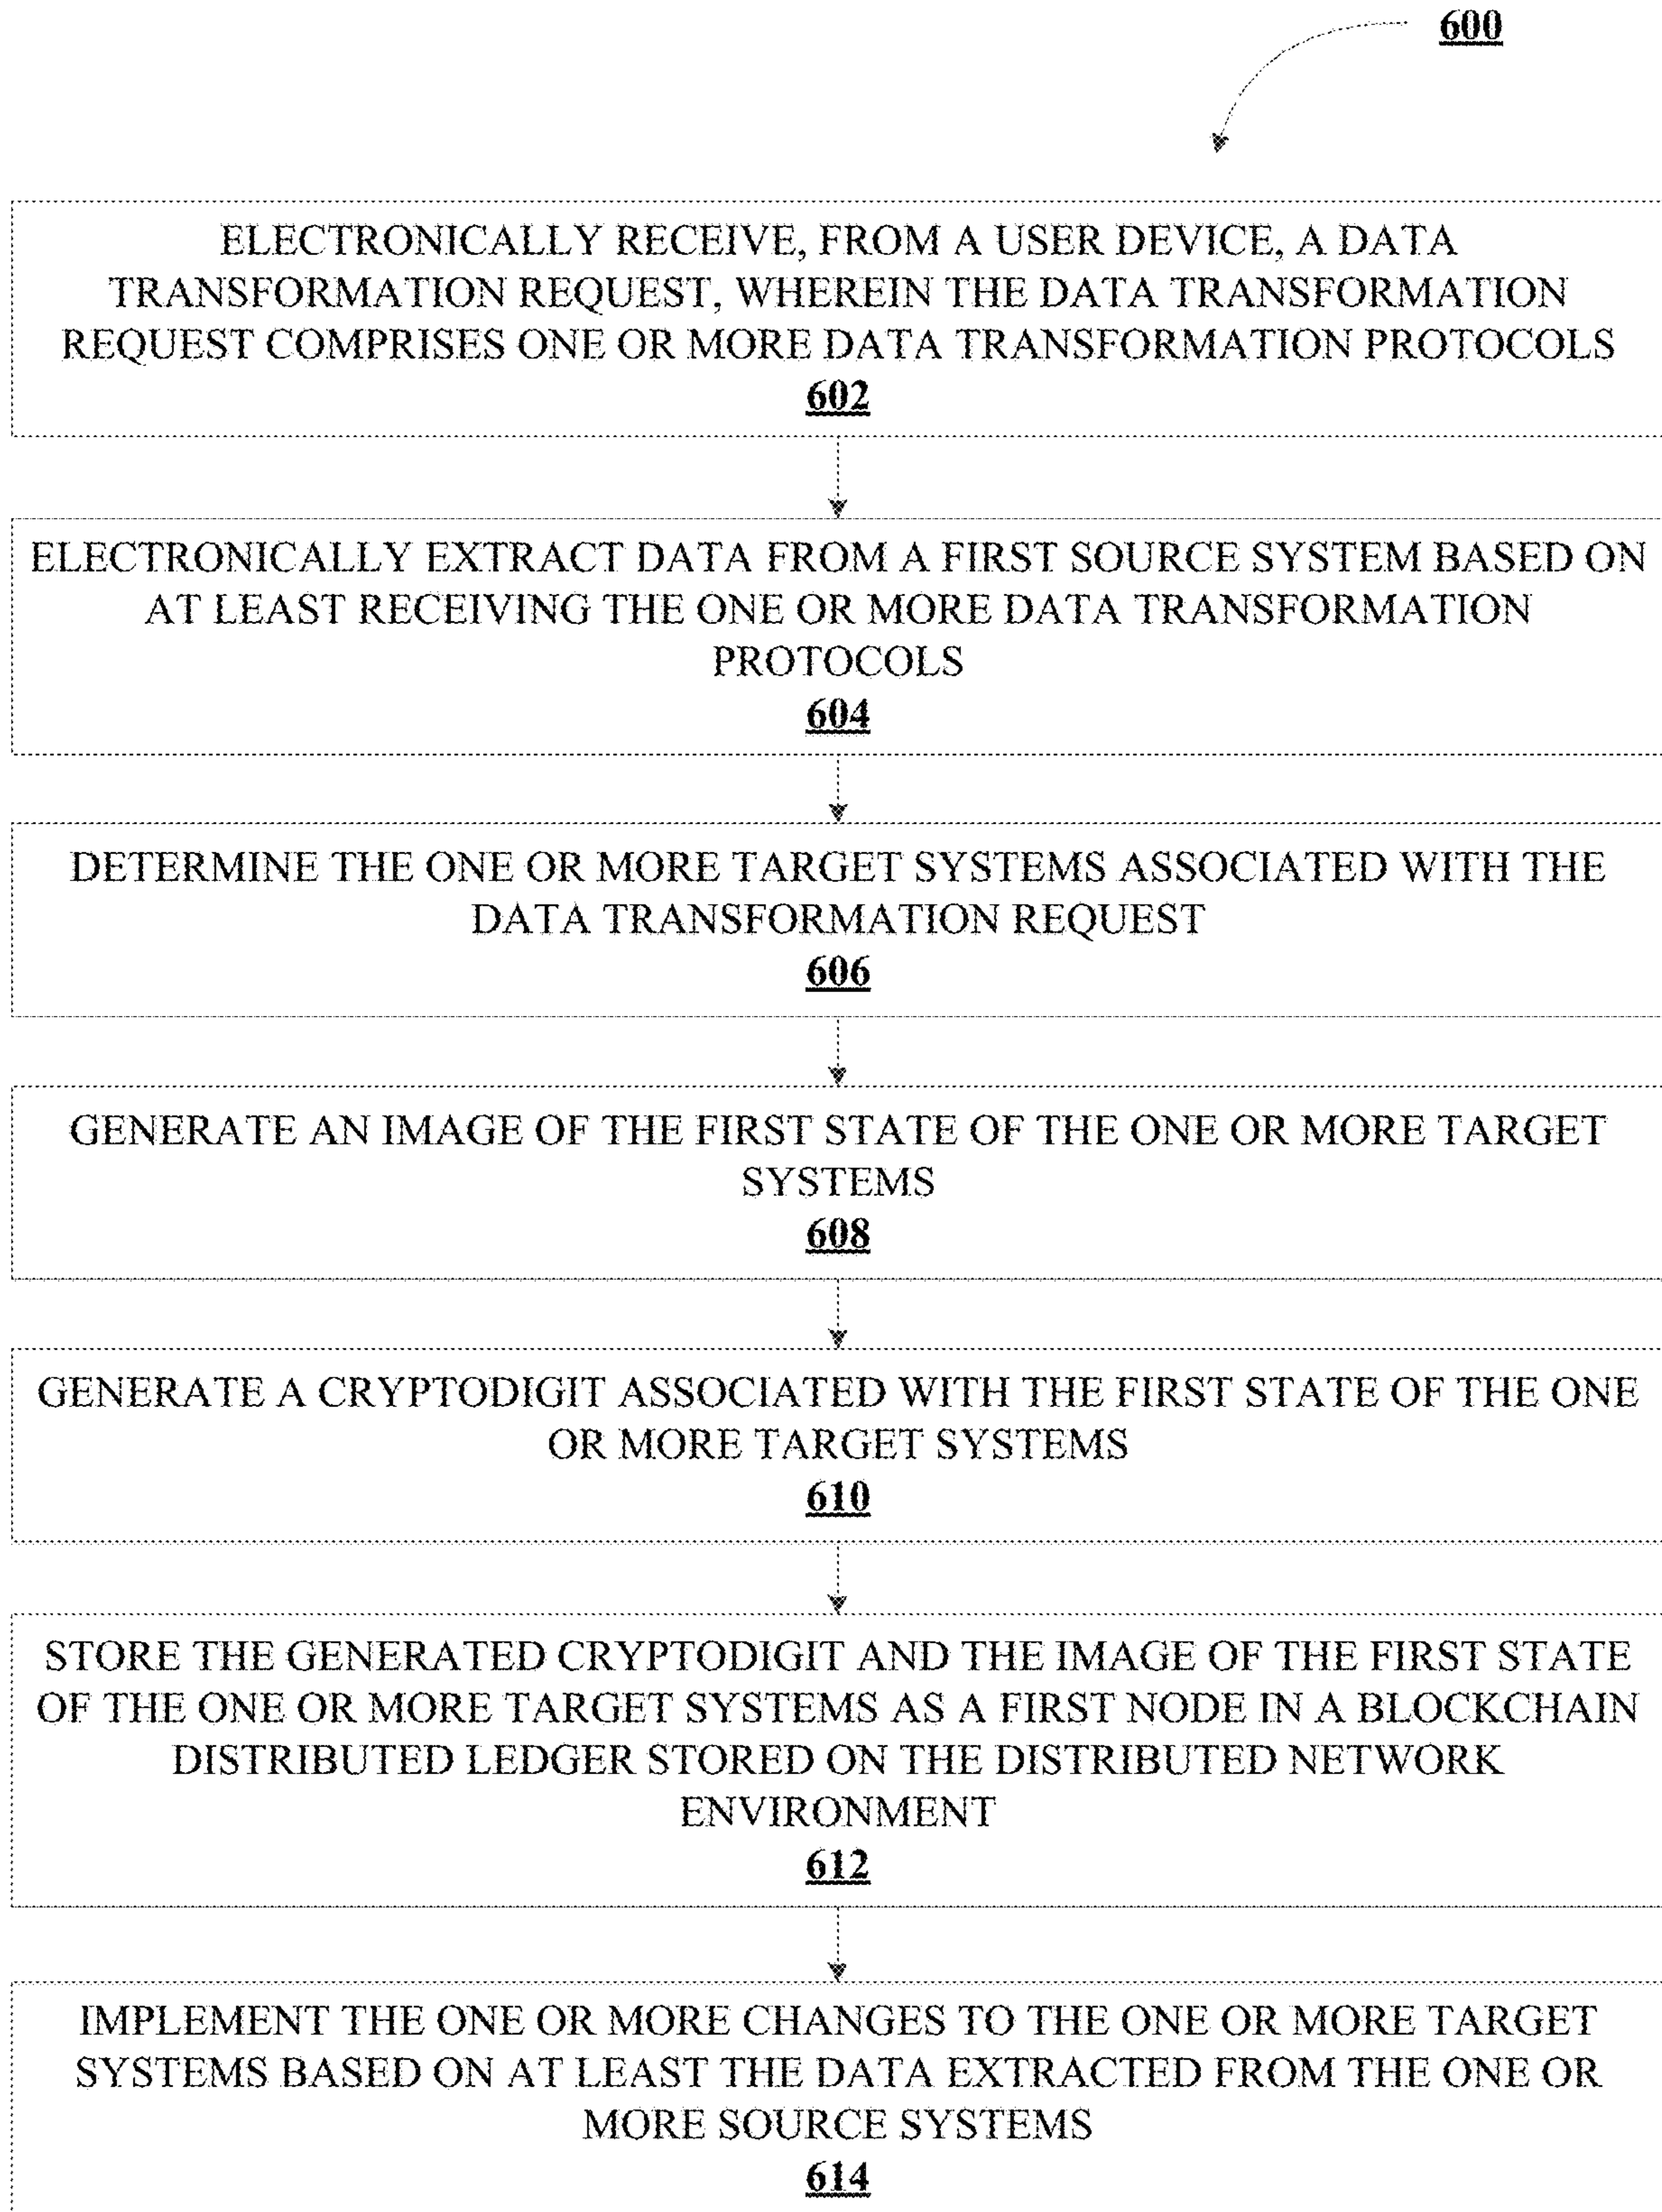 600
ELECTRONICALLY RECEIVE, FROM A USER DEVICE, A DATA
TRANSFORMATION REQUEST, WHEREIN THE DATA TRANSFORMATION
REQUEST COMPRISES ONE OR MORE DATA TRANSFORMATION PROTOCOLS
602
ELECTRONICALLY EXTRACT DATA FROM A FIRST SOURCE SYSTEM BASED ON
AT LEAST RECEIVING THE ONE OR MORE DATA TRANSFORMATION
PROTOCOLS
604
DETERMINE THE ONE OR MORE TARGET SYSTEMS ASSOCIATED WITH THE
DATA TRANSFORMATION REQUEST
606
GENERATE AN IMAGE OF THE FIRST STATE OF THE ONE OR MORE TARGET
SYSTEMS
608
GENERATE A CRYPTODIGIT ASSOCIATED WITH THE FIRST STATE OF THE ONE
OR MORE TARGET SYSTEMS
610
STORE THE GENERATED CRYPTODIGIT AND THE IMAGE OF THE FIRST STATE
OF THE ONE OR MORE TARGET SYSTEMS AS A FIRST NODE IN A BLOCKCHAIN
DISTRIBUTED LEDGER STORED ON THE DISTRIBUTED NETWORK
ENVIRONMENT
612
IMPLEMENT THE ONE OR MORE CHANGES TO THE ONE OR MORE TARGET
SYSTEMS BASED ON AT LEAST THE DATA EXTRACTED FROM THE ONE OR
MORE SOURCE SYSTEMS
614